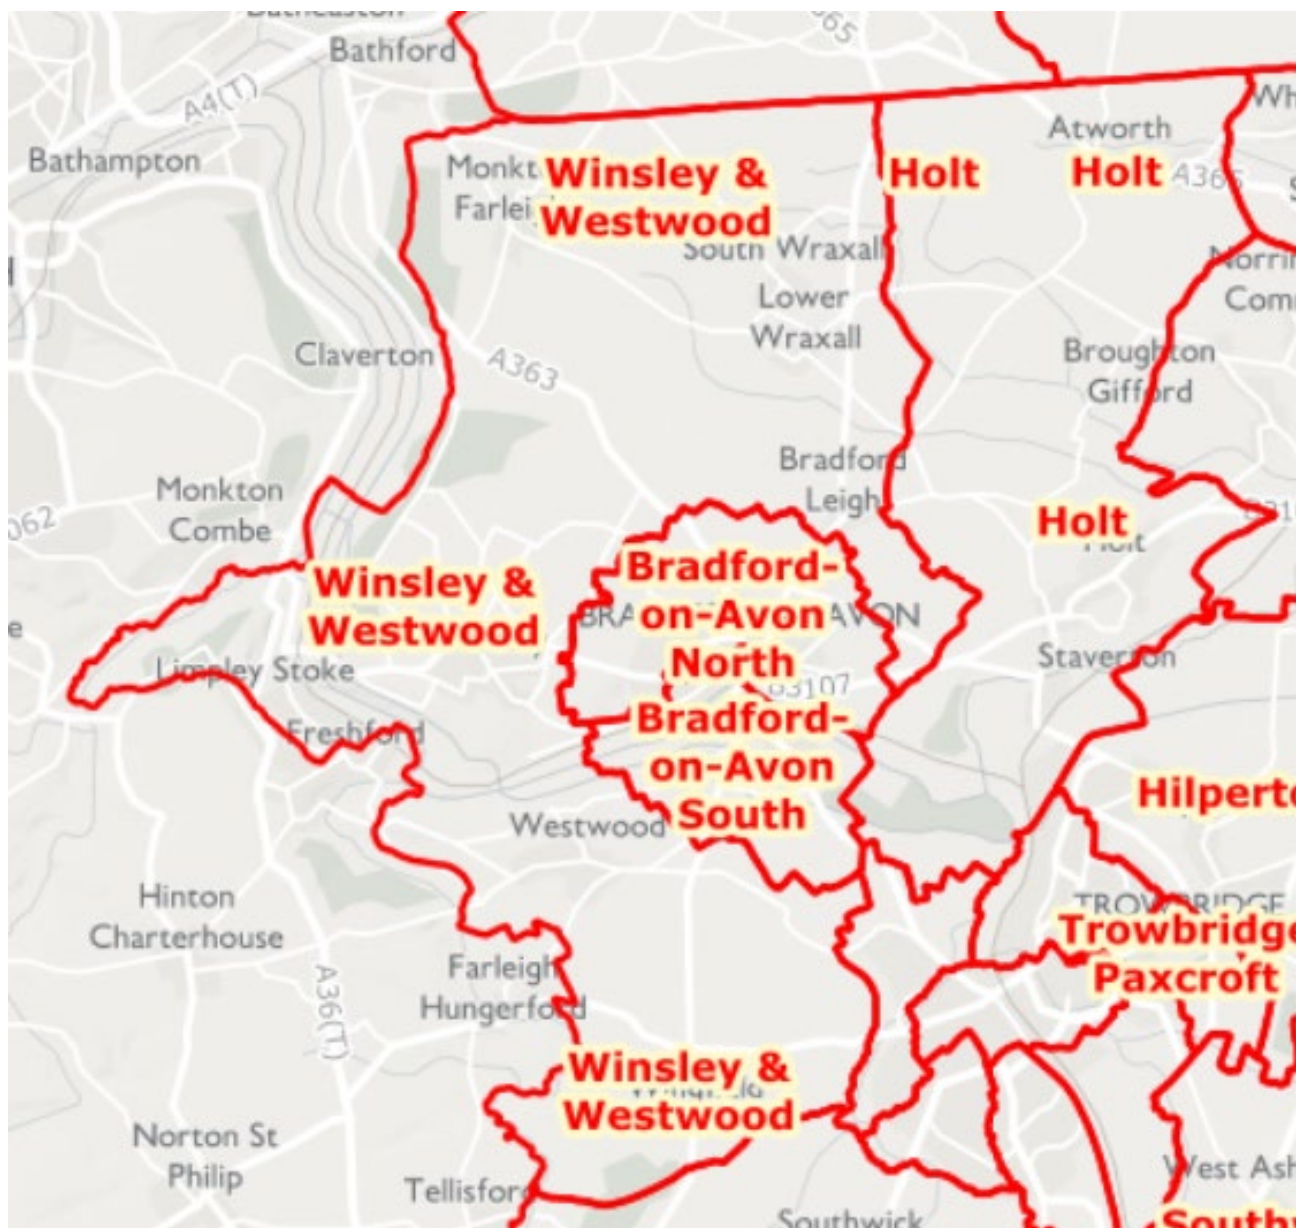 Bathford
A4(T)
Bathampton
Atworth
Winsley &
Westwood
Holt
Holt
A365
South Wraxall
Lower
Wraxall
Claverton
A363
Broughton
Gifford
Bradford
Leigh
Monkton
Combe
Holt
Winsley &
Westwood
Bradford-
on-Avon
North
B3107
Limpley Stoke
Staverton
Freshford
Bradford-
on-Avon
South
Westwood
Hinton
Charterhouse
TROWBRIDGE
Trowbridge
Paxcroft
Farleigh
Hungerford
A36(T)
Winsley &
Westwood
Norton St
Philip
Tellisford
West Ash
Southwick